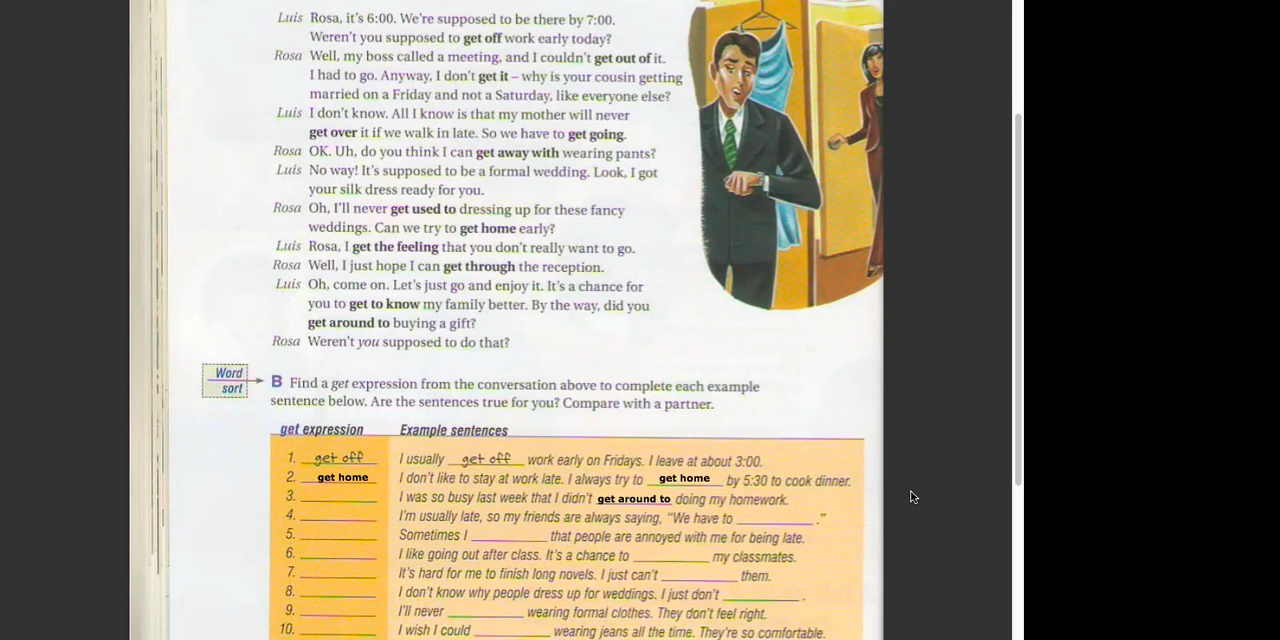 Luis Rosa, it's 6:00. We're supposed to be there by 7:00.
Weren't you supposed to get off work early today?
Rosa Well, my boss called a meeting, and I couldn't get out of it.
I had to go. Anyway, I don't get it – why is your cousin getting
married on a Friday and not a Saturday, like everyone else?
Luis I don't know. All I know is that my mother will never
get over it if we walk in late. So we have to get going.
Rosa OK. Uh, do you think I can get away with wearing pants?
Luis No way! It's supposed to be a formal wedding. Look, I got
your silk dress ready for you.
Rosa Oh, I'll never get used to dressing up for these fancy
weddings. Can we try to get home early?
Luis Rosa, I get the feeling that you don't really want to go.
Rosa Well, I just hope I can get through the reception.
Luis Oh, come on. Let's just go and enjoy it. It's a chance for
you to get to know my family better. By the way, did you
get around to buying a gift?
Rosa Weren't you supposed to do that?
Word
sort
B Find a get expression from the conversation above to complete each example
sentence below. Are the sentences true for you? Compare with a partner.
get expression Example sentences
1. get off I usually get off work early on Fridays. I leave at about 3:00.
2. get home I don't like to stay at work late. I always try to get home by 5:30 to cook dinner.
3. I was so busy last week that I didn't get around to doing my homework.
4. I'm usually late, so my friends are always saying, "We have to ."
5. Sometimes I that people are annoyed with me for being late.
6. I like going out after class. It's a chance to my classmates.
7. It's hard for me to finish long novels. I just can't them.
8. I don't know why people dress up for weddings. I just don't .
9. I'll never wearing formal clothes. They don't feel right.
10. I wish I could wearing jeans all the time. They're so comfortable.